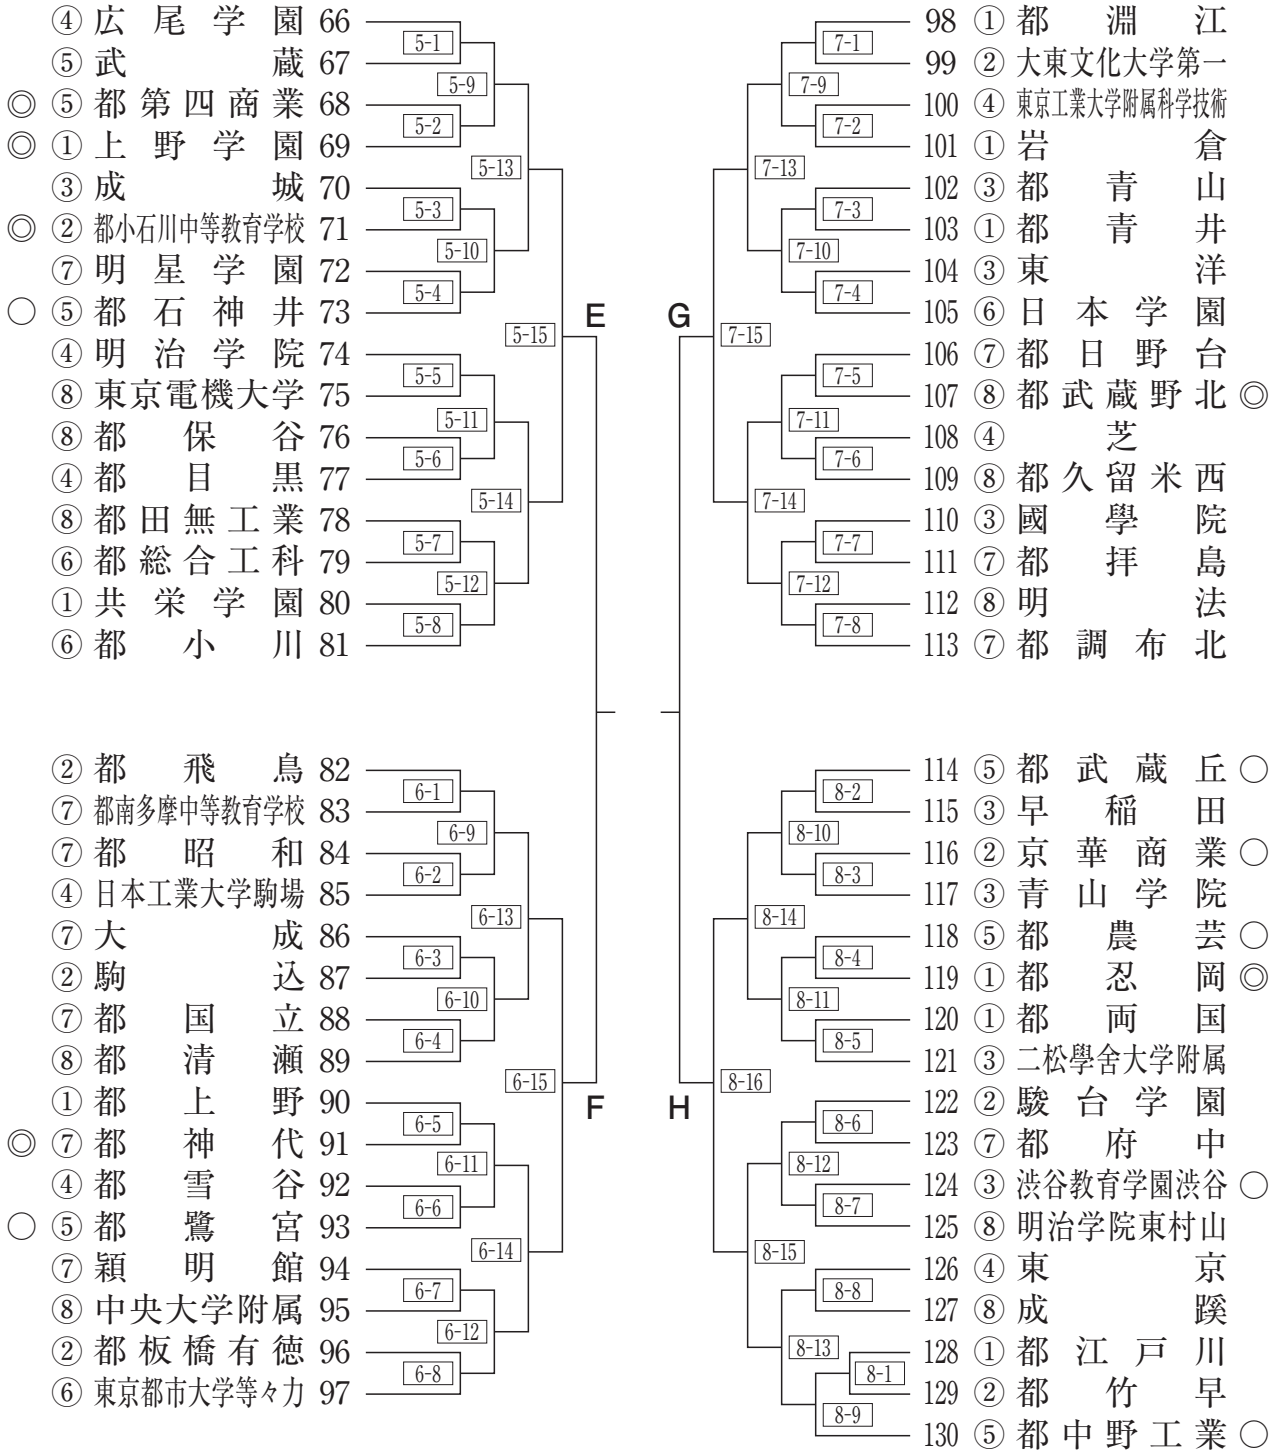 ④ 広尾学園 66
5-1
⑤ 武蔵 67
5-9
◎ ⑤ 都第四商業 68
5-2
◎ ① 上野学園 69
5-13
③ 成城 70
5-3
◎ ② 都小石川中等教育学校 71
5-10
⑦ 明星学園 72
5-4
○ ⑤ 都石神井 73
E
5-15
④ 明治学院 74
5-5
⑧ 東京電機大学 75
5-11
⑧ 都保谷 76
5-6
④ 都目黒 77
5-14
⑧ 都田無工業 78
5-7
⑥ 都総合工科 79
5-12
① 共栄学園 80
5-8
⑥ 都小川 81
② 都飛鳥 82
6-1
⑦ 都南多摩中等教育学校 83
6-9
⑦ 都昭和 84
6-2
④ 日本工業大学駒場 85
6-13
⑦ 大成 86
6-3
② 駒込 87
6-10
⑦ 都国立 88
6-4
⑧ 都清瀬 89
6-15
F
① 都上野 90
6-5
◎ ⑦ 都神代 91
6-11
④ 都雪谷 92
6-6
○ ⑤ 都鷺宮 93
6-14
⑦ 穎明館 94
6-7
⑧ 中央大学附属 95
6-12
② 都板橋有徳 96
6-8
⑥ 東京都市大学等々力 97
98 ① 都淵江
7-1
99 ② 大東文化大学第一
7-9
100 ④ 東京工業大学附属科学技術
7-2
101 ① 岩倉
7-13
102 ③ 都青山
7-3
103 ① 都青井
7-10
104 ③ 東洋
7-4
105 ⑥ 日本学園
G
7-15
106 ⑦ 都日野台
7-5
107 ⑧ 都武蔵野北 ◎
7-11
108 ④ 芝
7-6
109 ⑧ 都久留米西
7-14
110 ③ 國學院
7-7
111 ⑦ 都拝島
7-12
112 ⑧ 明法
7-8
113 ⑦ 都調布北
114 ⑤ 都武蔵丘 ○
8-2
115 ③ 早稲田
8-10
116 ② 京華商業 ○
8-3
117 ③ 青山学院
8-14
118 ⑤ 都農芸 ○
8-4
119 ① 都忍岡 ◎
8-11
120 ① 都両国
8-5
121 ③ 二松學舍大学附属
8-16
H
122 ② 駿台学園
8-6
123 ⑦ 都府中
8-12
124 ③ 渋谷教育学園渋谷 ○
8-7
125 ⑧ 明治学院東村山
8-15
126 ④ 東京
8-8
127 ⑧ 成蹊
8-13
128 ① 都江戸川
8-1
129 ② 都竹早
8-9
130 ⑤ 都中野工業 ○